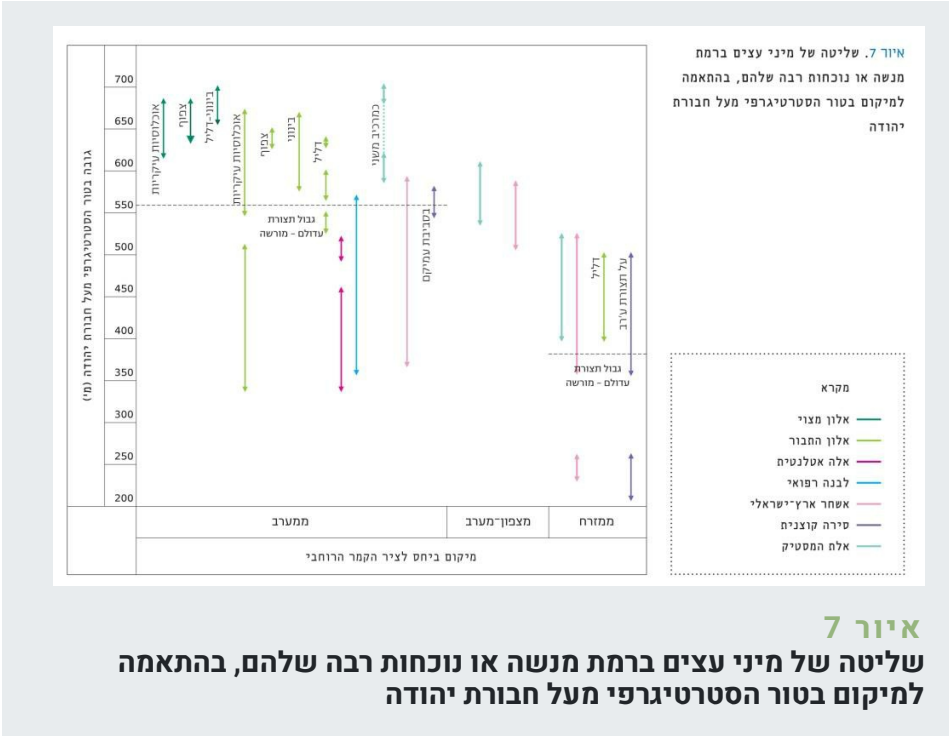 איור 7. שליטה של מיני עצים ברמת
מנשה או נוכחות רבה שלהם, בהתאמה
למיקום בטור הסטרטיגרפי מעל חבורת
יהודה
גובה בטור הסטרטיגרפי מעל חבורת יהודה (מ')
700
650
600
550
500
450
400
350
300
250
200
אוכלוסיות עיקריות
צפוף
בינוני-דליל
אוכלוסיות עיקריות
צפוף
בינוני
דליל
כמרכיב משני
בסביבת עמיקם
גבול תצורת
עדולם - מורשה
דליל
על תצורת ע'רב
גבול תצורת
עדולם - מורשה
ממערב
מצפון-מערב
ממזרח
מיקום ביחס לציר הקמר הרוחבי
מקרא
אלון מצוי
אלון התבור
אלה אטלנטית
לבנה רפואי
אשחר ארץ־ישראלי
סירה קוצנית
אלת המסטיק
איור 7
שליטה של מיני עצים ברמת מנשה או נוכחות רבה שלהם, בהתאמה
למיקום בטור הסטרטיגרפי מעל חבורת יהודה